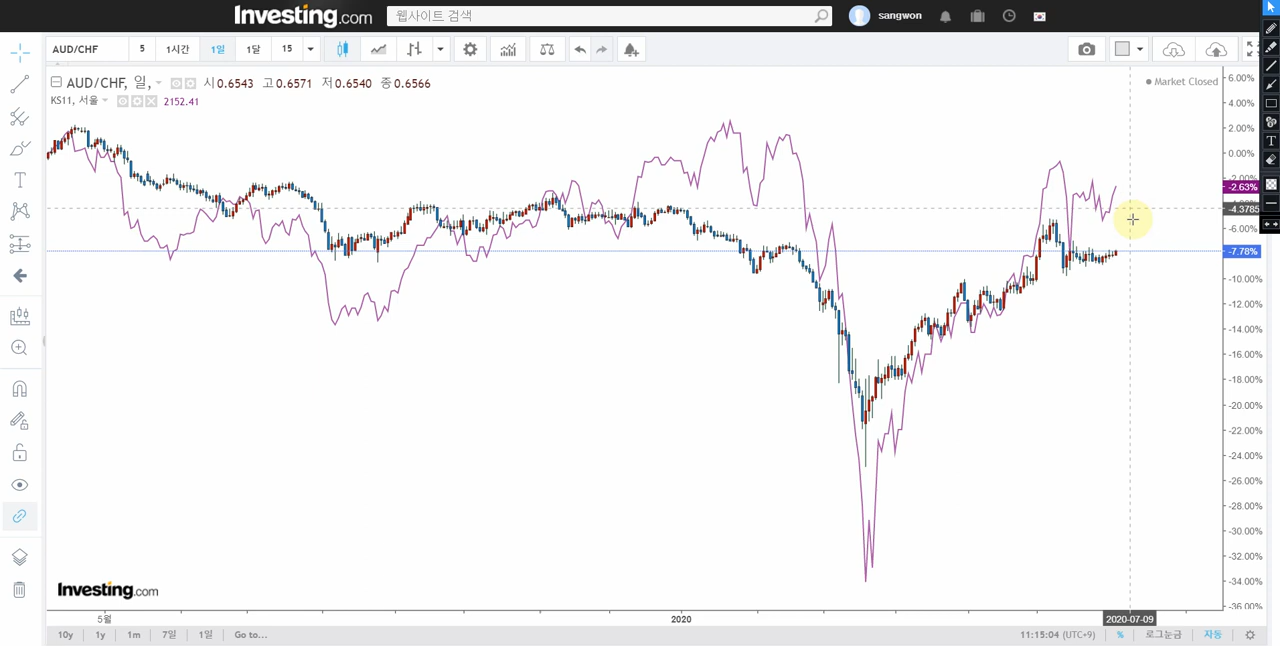 Investing.com
웹사이트 검색
sangwon
AUD/CHF
5
1시간
1일
1달
15
AUD/CHF, 일,
시0.6543 고0.6571 저0.6540 종0.6566
Market Closed
KS11, 서울
2152.41
6.00%
4.00%
2.00%
0.00%
-2.63%
-4.3785
-6.00%
-7.78%
-10.00%
-12.00%
-14.00%
-16.00%
-18.00%
-20.00%
-22.00%
-24.00%
-26.00%
-28.00%
-30.00%
-32.00%
-34.00%
-36.00%
Investing.com
5월
2020
2020-07-09
10y
1y
1m
7일
1일
Go to...
11:15:04 (UTC+9)
%
로그눈금
자동